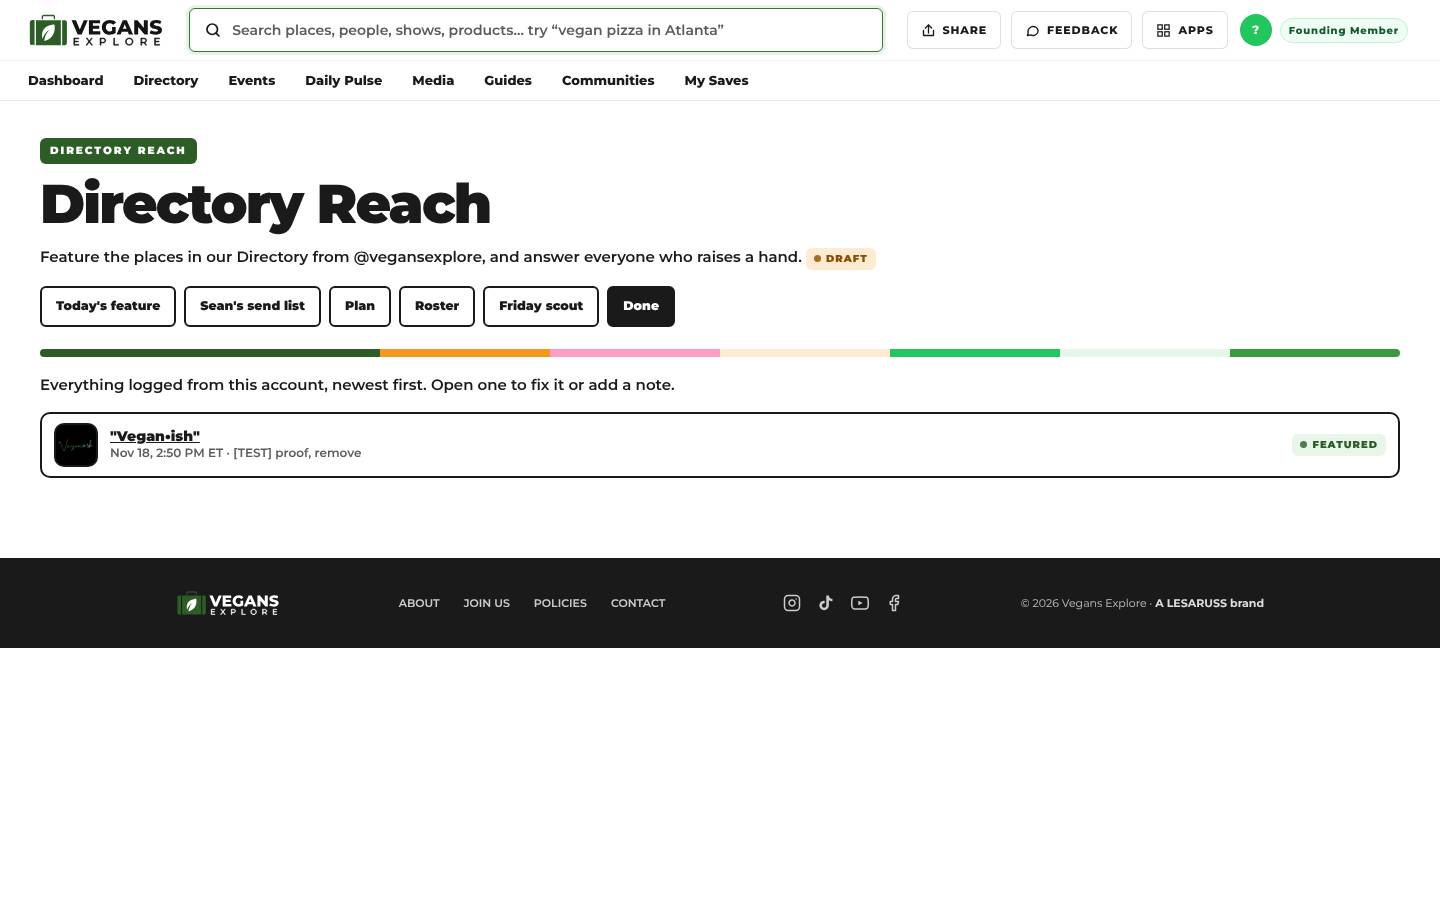 VEGANS
EXPLORE
Search places, people, shows, products... try “vegan pizza in Atlanta”
SHARE
FEEDBACK
APPS
?
Founding Member
Dashboard
Directory
Events
Daily Pulse
Media
Guides
Communities
My Saves
DIRECTORY REACH
Directory Reach
Feature the places in our Directory from @vegansexplore, and answer everyone who raises a hand. DRAFT
Today's feature
Sean's send list
Plan
Roster
Friday scout
Done
Everything logged from this account, newest first. Open one to fix it or add a note.
"Vegan•ish"
Nov 18, 2:50 PM ET · [TEST] proof, remove
FEATURED
VEGANS
EXPLORE
ABOUT
JOIN US
POLICIES
CONTACT
© 2026 Vegans Explore · A LESARUSS brand